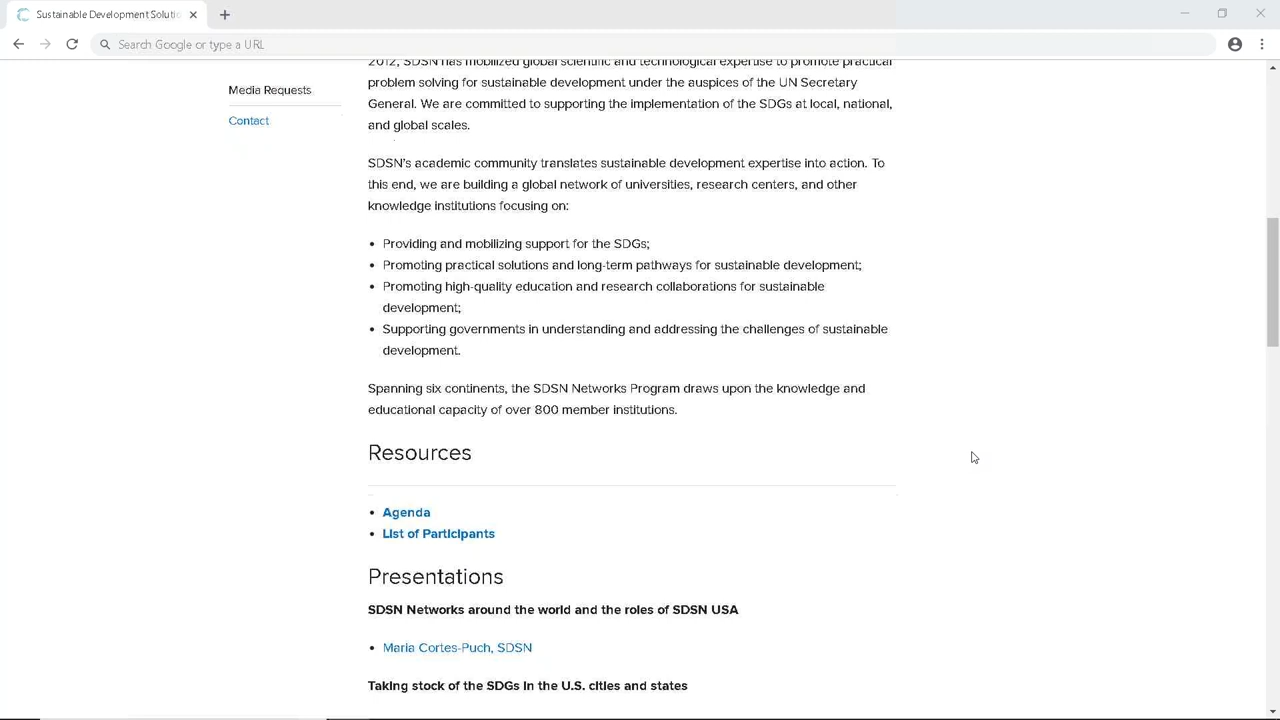 Sustainable Development Soluti
Search Google or type a URL
Media Requests
Contact
2012, SDSN has mobilized global scientific and technological expertise to promote practical
problem solving for sustainable development under the auspices of the UN Secretary
General. We are committed to supporting the implementation of the SDGs at local, national,
and global scales.
SDSN's academic community translates sustainable development expertise into action. To
this end, we are building a global network of universities, research centers, and other
knowledge institutions focusing on:
• Providing and mobilizing support for the SDGs;
• Promoting practical solutions and long-term pathways for sustainable development;
• Promoting high-quality education and research collaborations for sustainable
development;
• Supporting governments in understanding and addressing the challenges of sustainable
development.
Spanning six continents, the SDSN Networks Program draws upon the knowledge and
educational capacity of over 800 member institutions.
Resources
• Agenda
• List of Participants
Presentations
SDSN Networks around the world and the roles of SDSN USA
• Maria Cortes-Puch, SDSN
Taking stock of the SDGs in the U.S. cities and states